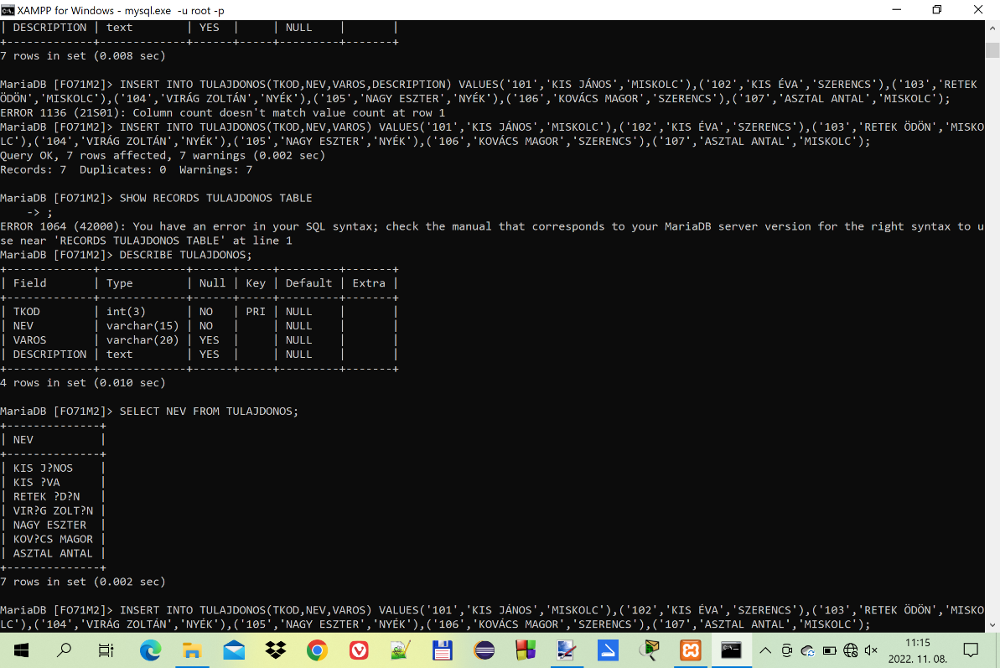 XAMPP for Windows - mysql.exe -u root -p
| DESCRIPTION | text        | YES  |     | NULL    |       |
+-------------+-------------+------+-----+---------+-------+
7 rows in set (0.008 sec)
MariaDB [FO71M2]> INSERT INTO TULAJDONOS(TKOD,NEV,VAROS,DESCRIPTION) VALUES('101','KIS JÁNOS','MISKOLC'),('102','KIS ÉVA','SZERENCS'),('103','RETEK
ÖDÖN','MISKOLC'),('104','VIRÁG ZOLTÁN','NYÉK'),('105','NAGY ESZTER','NYÉK'),('106','KOVÁCS MAGOR','SZERENCS'),('107','ASZTAL ANTAL','MISKOLC');
ERROR 1136 (21S01): Column count doesn't match value count at row 1
MariaDB [FO71M2]> INSERT INTO TULAJDONOS(TKOD,NEV,VAROS) VALUES('101','KIS JÁNOS','MISKOLC'),('102','KIS ÉVA','SZERENCS'),('103','RETEK ÖDÖN','MISKO
LC'),('104','VIRÁG ZOLTÁN','NYÉK'),('105','NAGY ESZTER','NYÉK'),('106','KOVÁCS MAGOR','SZERENCS'),('107','ASZTAL ANTAL','MISKOLC');
Query OK, 7 rows affected, 7 warnings (0.002 sec)
Records: 7  Duplicates: 0  Warnings: 7
MariaDB [FO71M2]> SHOW RECORDS TULAJDONOS TABLE
    -> ;
ERROR 1064 (42000): You have an error in your SQL syntax; check the manual that corresponds to your MariaDB server version for the right syntax to u
se near 'RECORDS TULAJDONOS TABLE' at line 1
MariaDB [FO71M2]> DESCRIBE TULAJDONOS;
+-------------+-------------+------+-----+---------+-------+
| Field       | Type        | Null | Key | Default | Extra |
+-------------+-------------+------+-----+---------+-------+
| TKOD        | int(3)      | NO   | PRI | NULL    |       |
| NEV         | varchar(15) | NO   |     | NULL    |       |
| VAROS       | varchar(20) | YES  |     | NULL    |       |
| DESCRIPTION | text        | YES  |     | NULL    |       |
+-------------+-------------+------+-----+---------+-------+
4 rows in set (0.010 sec)
MariaDB [FO71M2]> SELECT NEV FROM TULAJDONOS;
+--------------+
| NEV          |
+--------------+
| KIS J?NOS    |
| KIS ?VA      |
| RETEK ?D?N   |
| VIR?G ZOLT?N |
| NAGY ESZTER  |
| KOV?CS MAGOR |
| ASZTAL ANTAL |
+--------------+
7 rows in set (0.002 sec)
MariaDB [FO71M2]> INSERT INTO TULAJDONOS(TKOD,NEV,VAROS) VALUES('101','KIS JÁNOS','MISKOLC'),('102','KIS ÉVA','SZERENCS'),('103','RETEK ÖDÖN','MISKO
LC'),('104','VIRÁG ZOLTÁN','NYÉK'),('105','NAGY ESZTER','NYÉK'),('106','KOVÁCS MAGOR','SZERENCS'),('107','ASZTAL ANTAL','MISKOLC');
11:15
2022. 11. 08.